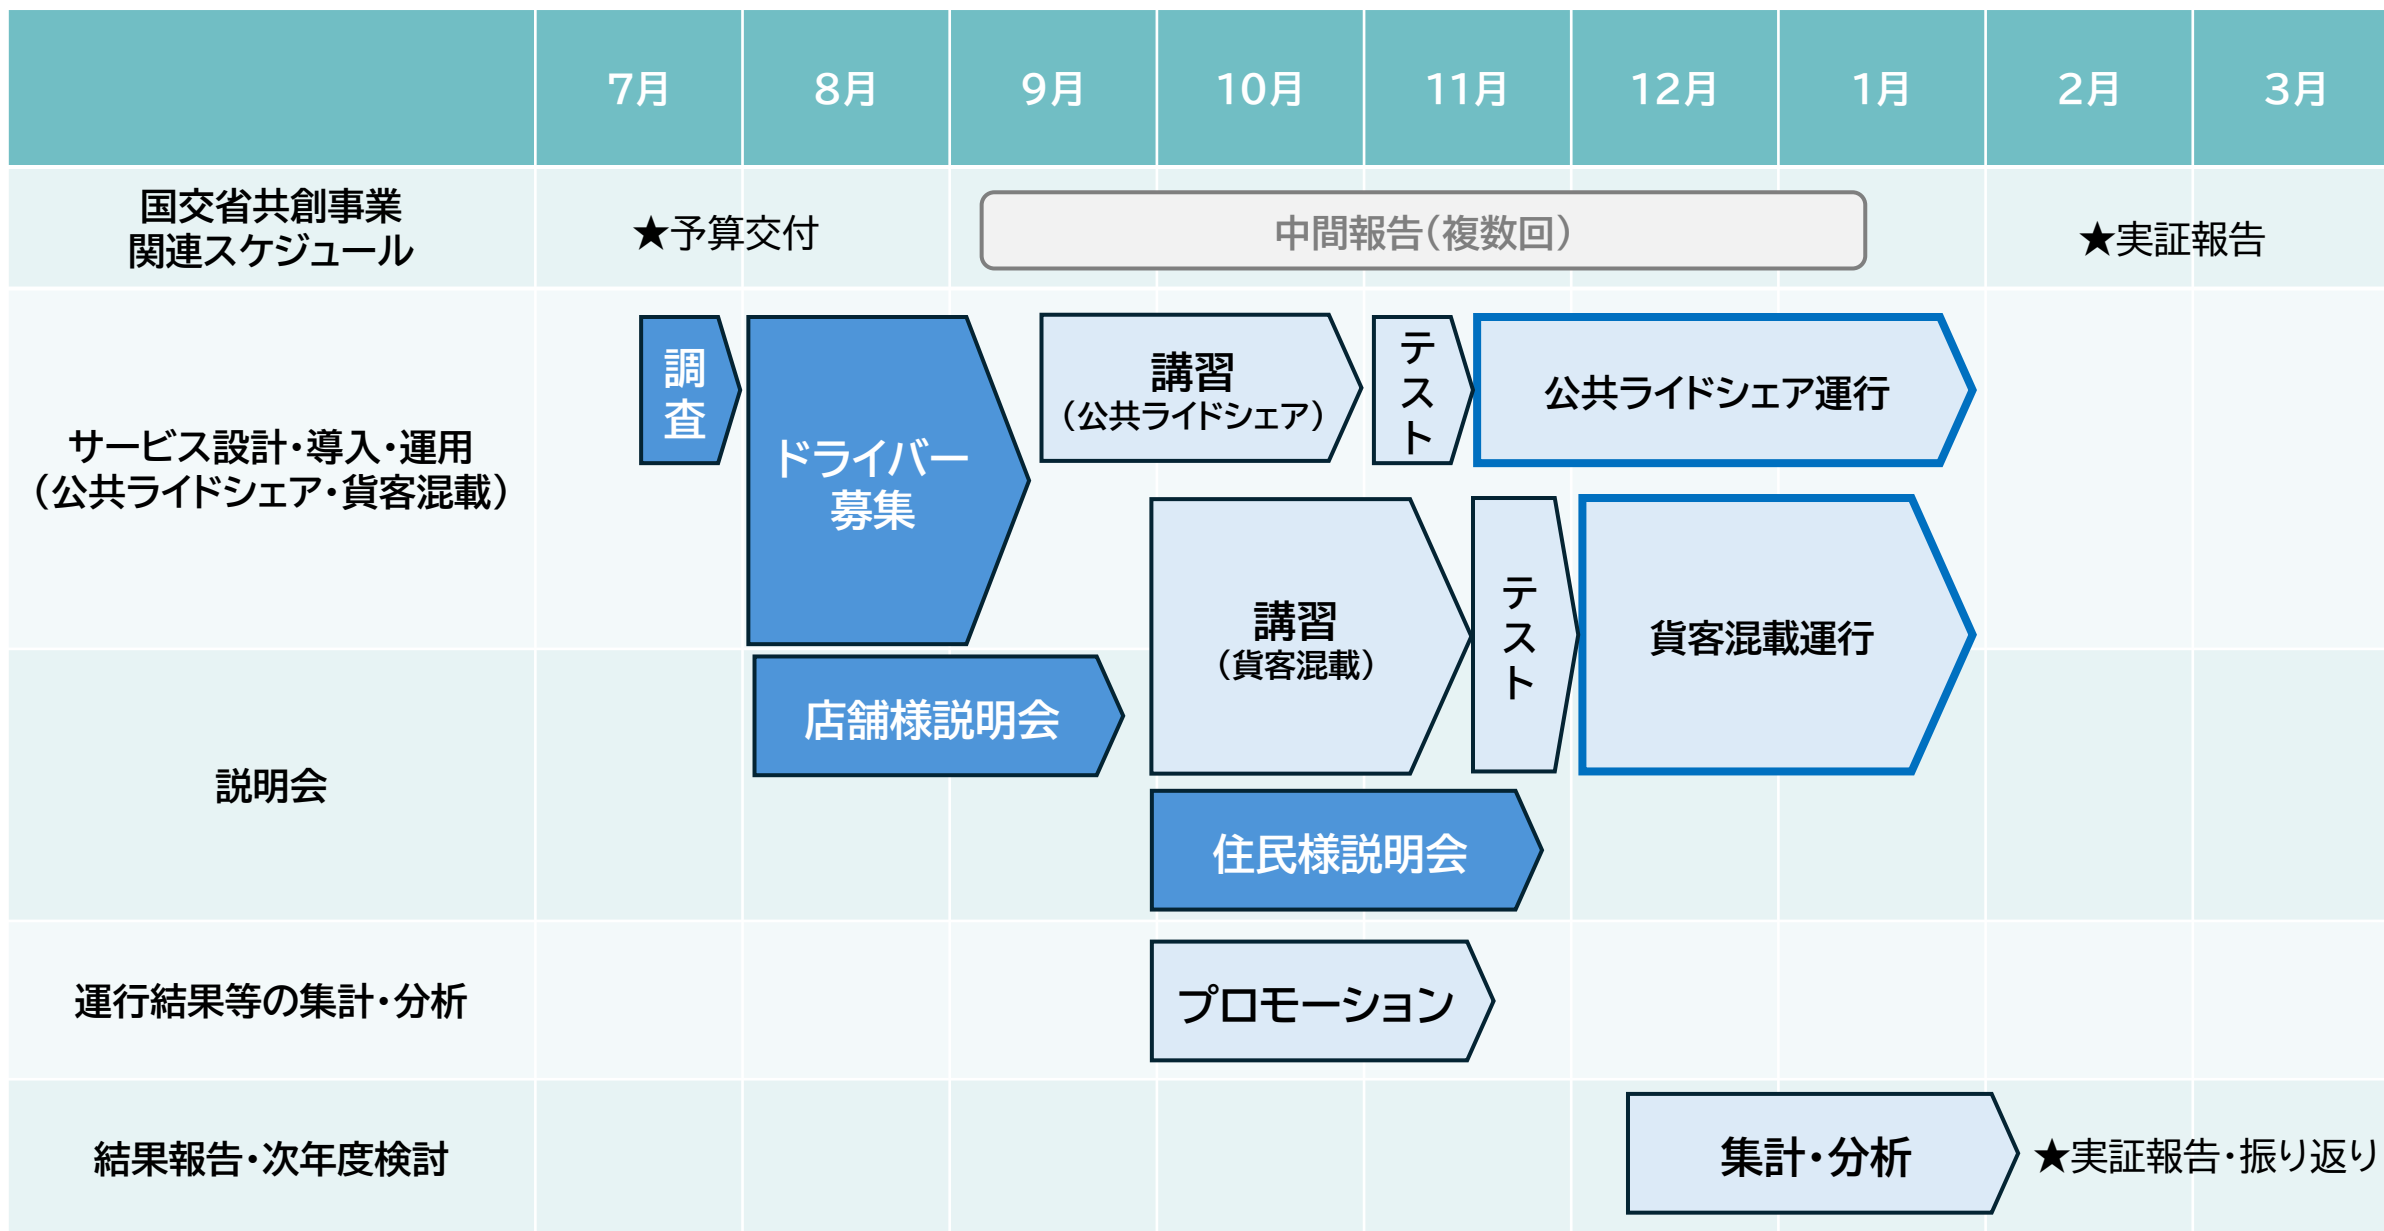 7月
8月
9月
10月
11月
12月
1月
2月
3月
国交省共創事業
関連スケジュール
★予算交付
中間報告(複数回)
★実証報告
サービス設計・導入・運用
(公共ライドシェア・貨客混載)
調
査
ドライバー
募集
講習
(公共ライドシェア)
テ
ス
ト
公共ライドシェア運行
講習
(貨客混載)
テ
ス
ト
貨客混載運行
説明会
店舗様説明会
住民様説明会
運行結果等の集計・分析
プロモーション
結果報告・次年度検討
集計・分析
★実証報告・振り返り